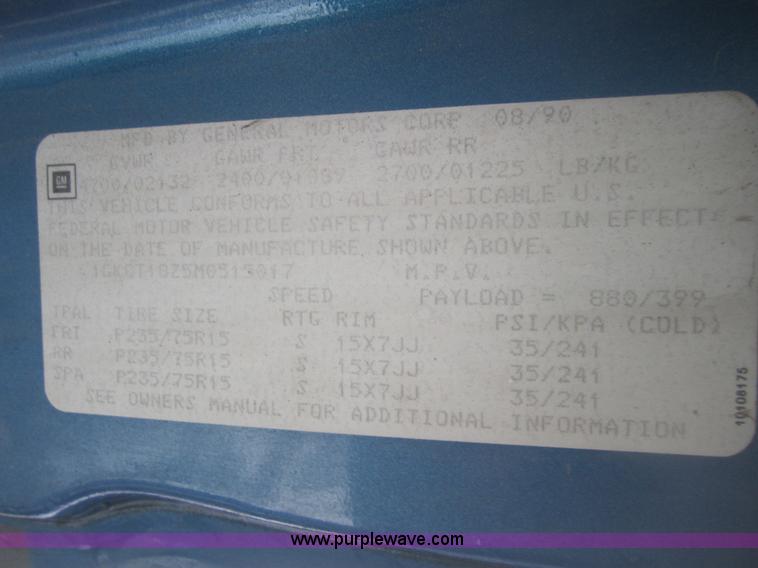 MFD BY GENERAL MOTORS CORP 08/90
GVWR GAWR FRT GAWR RR
GM
4700/02132 2400/01089 2700/01225 LB/KG
THIS VEHICLE CONFORMS TO ALL APPLICABLE U.S.
FEDERAL MOTOR VEHICLE SAFETY STANDARDS IN EFFECT
ON THE DATE OF MANUFACTURE SHOWN ABOVE.
M.P.V.
SPEED PAYLOAD = 880/399
TPAL TIRE SIZE RTG RIM PSI/KPA (COLD)
FRT P235/75R15 S 15X7JJ 35/241
RR P235/75R15 S 15X7JJ 35/241
SPA P235/75R15 S 15X7JJ 35/241
SEE OWNERS MANUAL FOR ADDITIONAL INFORMATION
10108175
www.purplewave.com